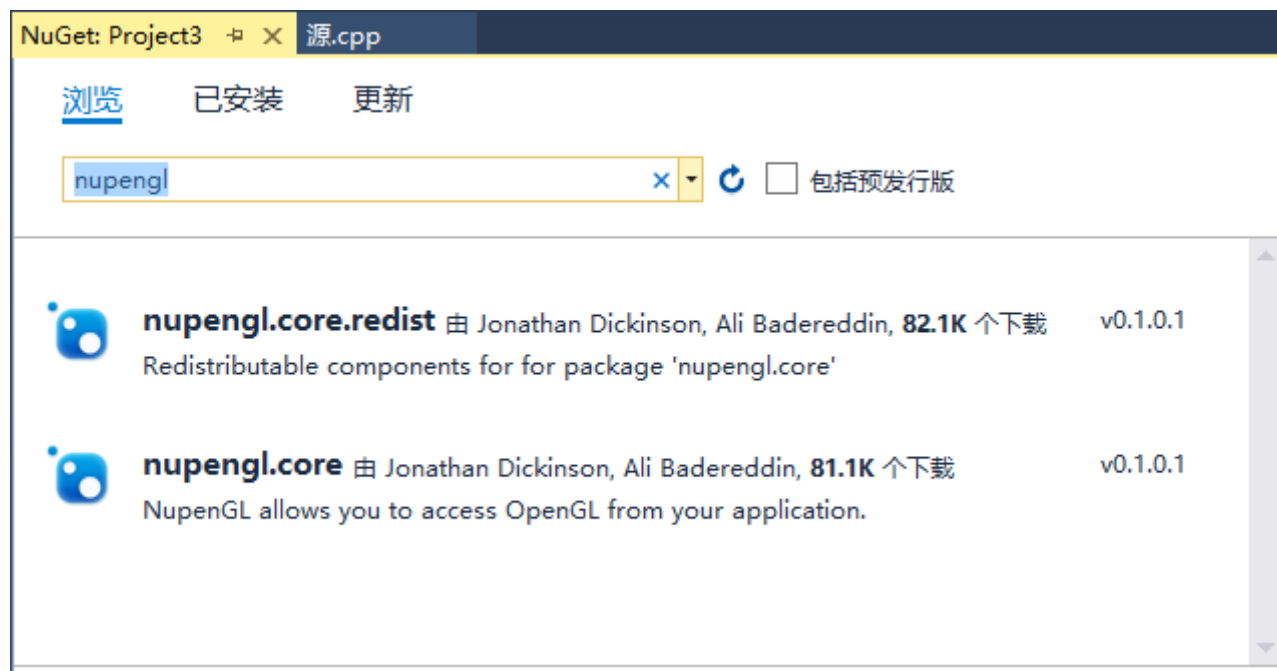 NuGet: Project3 源.cpp
浏览 已安装 更新
nupengl 包括预发行版
nupengl.core.redist 由 Jonathan Dickinson, Ali Badereddin, 82.1K 个下载 v0.1.0.1
Redistributable components for for package 'nupengl.core'
nupengl.core 由 Jonathan Dickinson, Ali Badereddin, 81.1K 个下载 v0.1.0.1
NupenGL allows you to access OpenGL from your application.